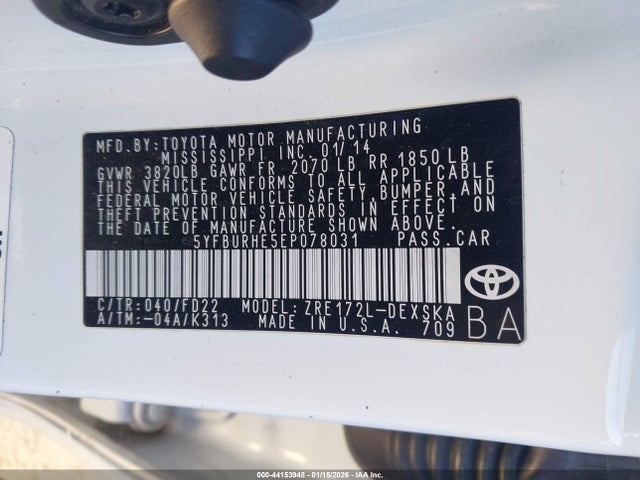 MFD. BY: TOYOTA MOTOR MANUFACTURING
MISSISSIPPI INC. 01/14
GVWR 3820LB GAWR FR. 2070 LB RR 1850 LB
THIS VEHICLE CONFORMS TO ALL APPLICABLE
FEDERAL MOTOR VEHICLE SAFETY, BUMPER, AND
THEFT PREVENTION STANDARDS IN EFFECT ON
THE DATE OF MANUFACTURE SHOWN ABOVE.
5YFBURHE5EP078031 PASS. CAR
C/TR: 040/FD22 MODEL: ZRE172L-DEXSKA
A/TM:-04A/K313 MADE IN U.S.A. 709
BA
000-44153948 - 01/15/2026 - IAA Inc.